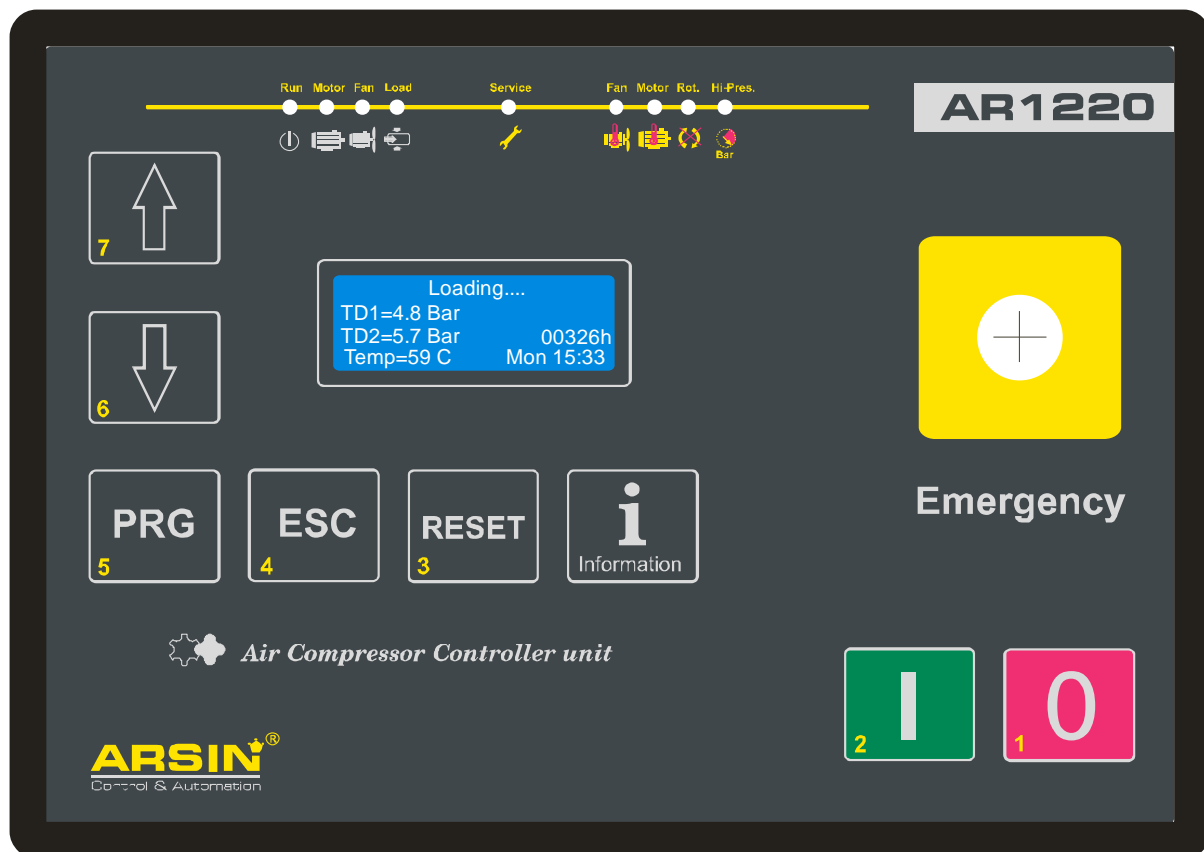 Run Motor Fan Load Service Fan Motor Rot. Hi-Pres.
Bar
AR1220
7
Loading....
TD1=4.8 Bar
TD2=5.7 Bar 00326h
Temp=59 C Mon 15:33
6
Emergency
PRG
5
ESC
4
RESET
3
i
Information
Air Compressor Controller unit
I
2
0
1
ARSIN®
Control & Automation